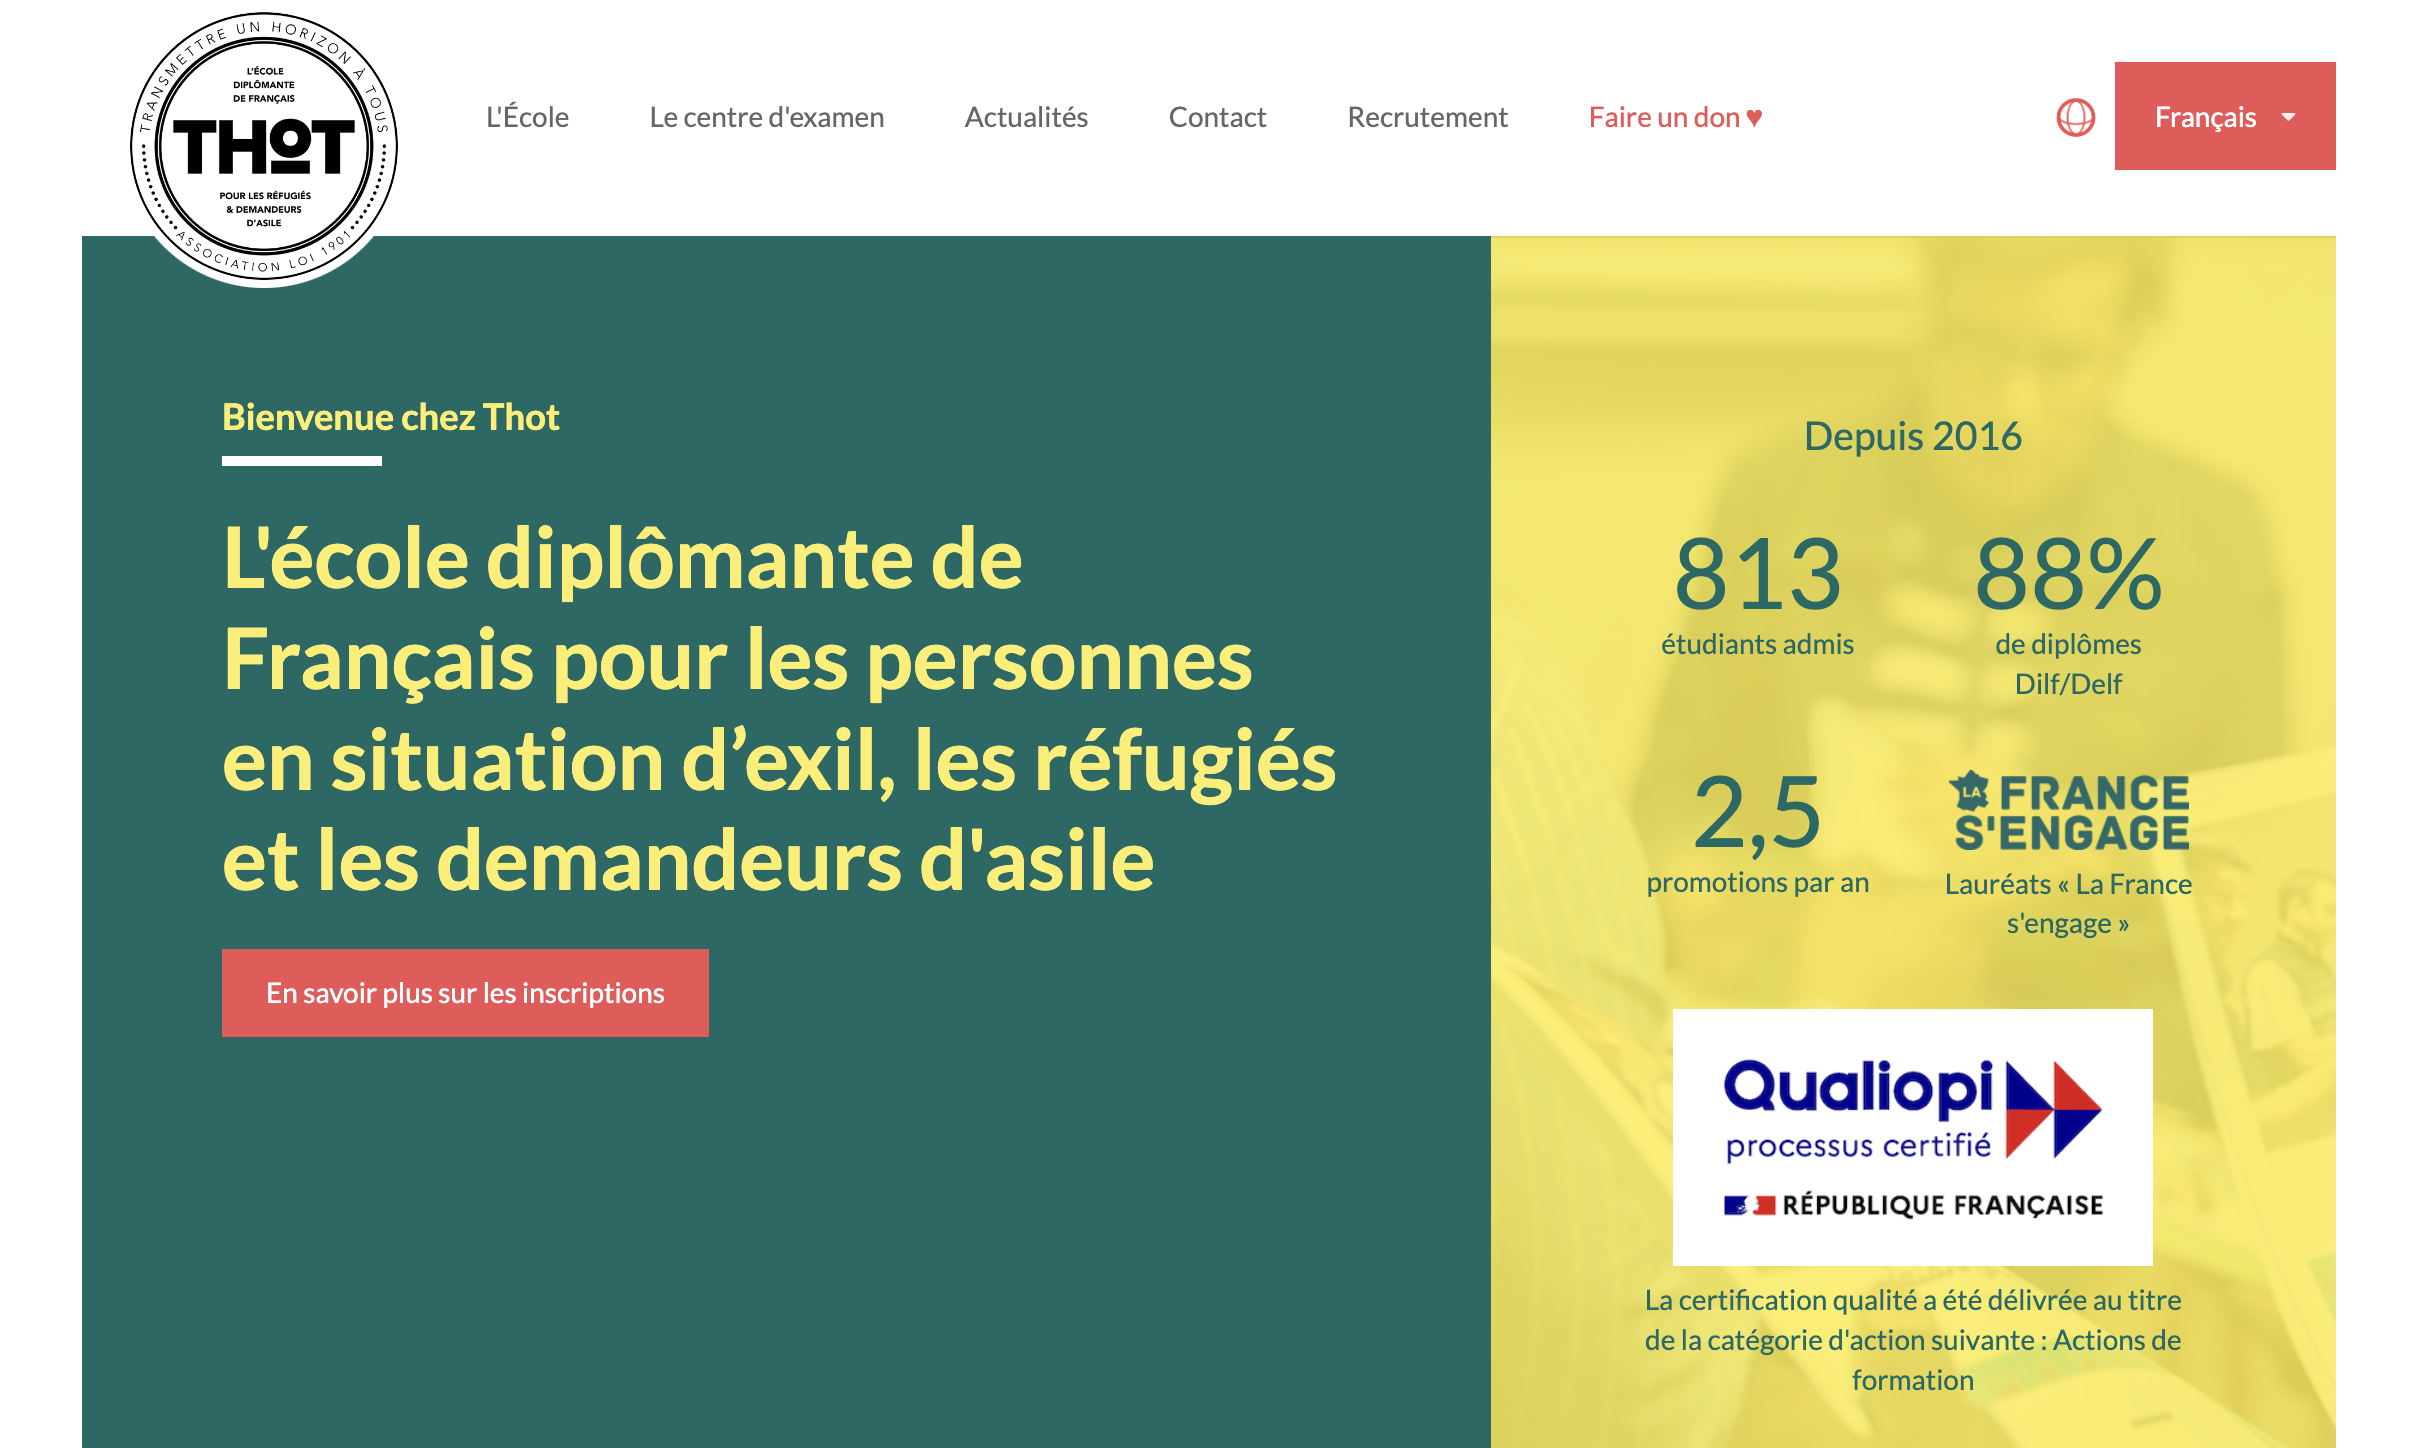 TRANSMETTRE UN HORIZON À TOUS
L'ÉCOLE
DIPLÔMANTE
DE FRANÇAIS
THOT
POUR LES RÉFUGIÉS
& DEMANDEURS
D'ASILE
ASSOCIATION LOI 1901
L'École
Le centre d'examen
Actualités
Contact
Recrutement
Faire un don ♥
Français
Bienvenue chez Thot
L'école diplômante de
Français pour les personnes
en situation d’exil, les réfugiés
et les demandeurs d'asile
En savoir plus sur les inscriptions
Depuis 2016
813
étudiants admis
88%
de diplômes
Dilf/Delf
2,5
promotions par an
LA FRANCE
S'ENGAGE
Lauréats « La France
s'engage »
Qualiopi
processus certifié
RÉPUBLIQUE FRANÇAISE
La certification qualité a été délivrée au titre
de la catégorie d'action suivante : Actions de
formation